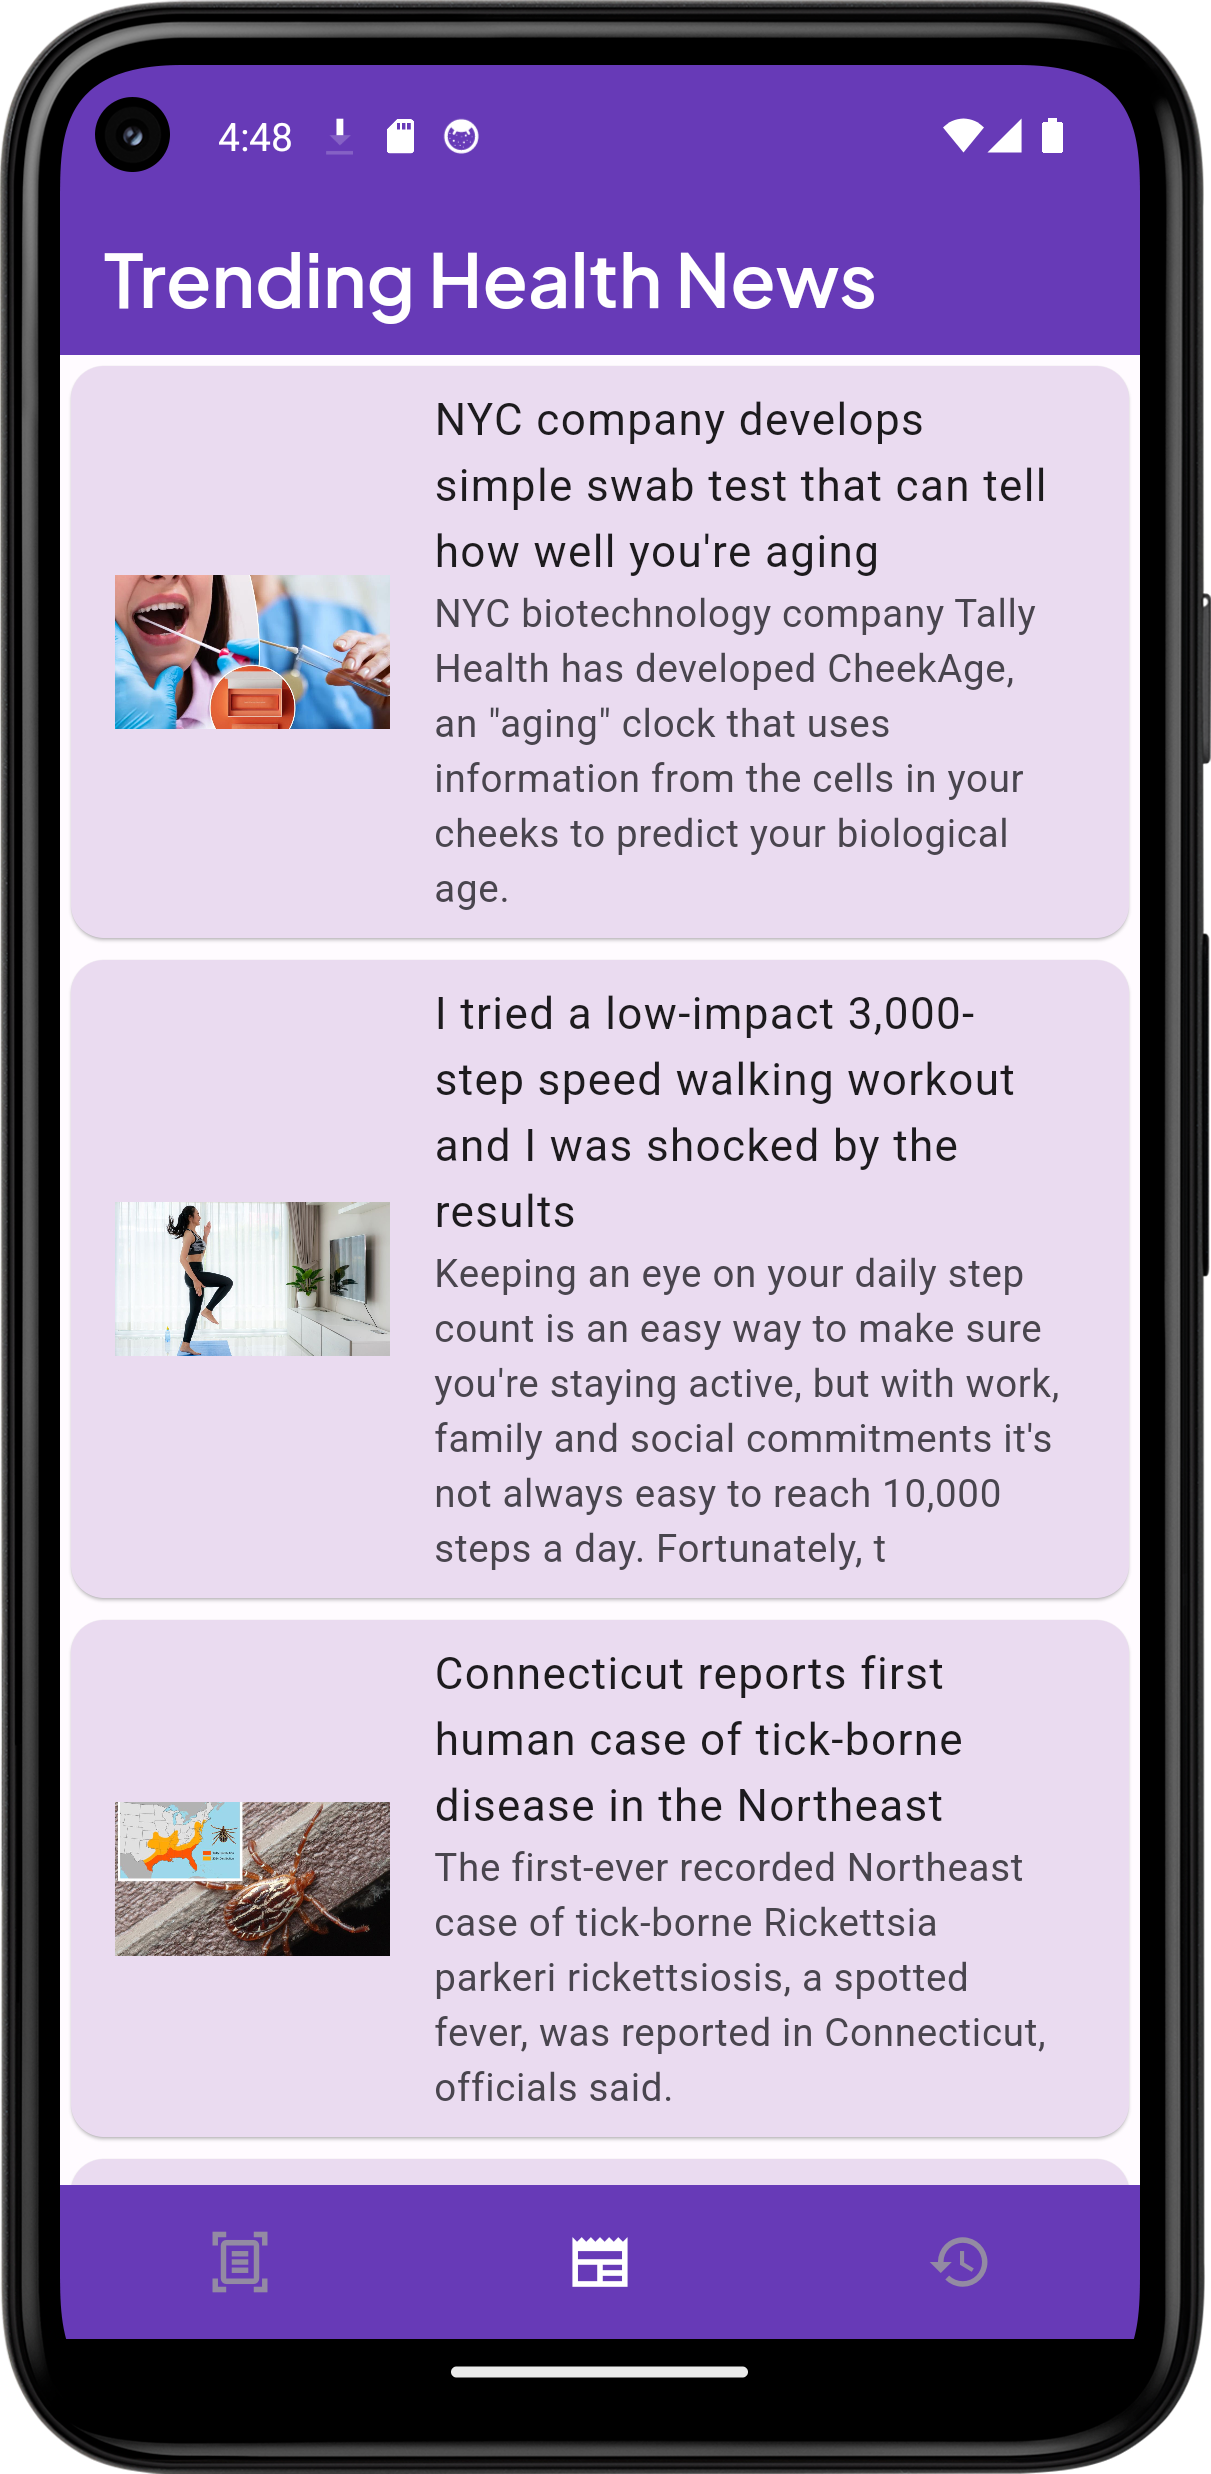 4:48
Trending Health News
NYC company develops
simple swab test that can tell
how well you're aging
NYC biotechnology company Tally
Health has developed CheekAge,
an "aging" clock that uses
information from the cells in your
cheeks to predict your biological
age.
I tried a low-impact 3,000-
step speed walking workout
and I was shocked by the
results
Keeping an eye on your daily step
count is an easy way to make sure
you're staying active, but with work,
family and social commitments it's
not always easy to reach 10,000
steps a day. Fortunately, t
Connecticut reports first
human case of tick-borne
disease in the Northeast
The first-ever recorded Northeast
case of tick-borne Rickettsia
parkeri rickettsiosis, a spotted
fever, was reported in Connecticut,
officials said.